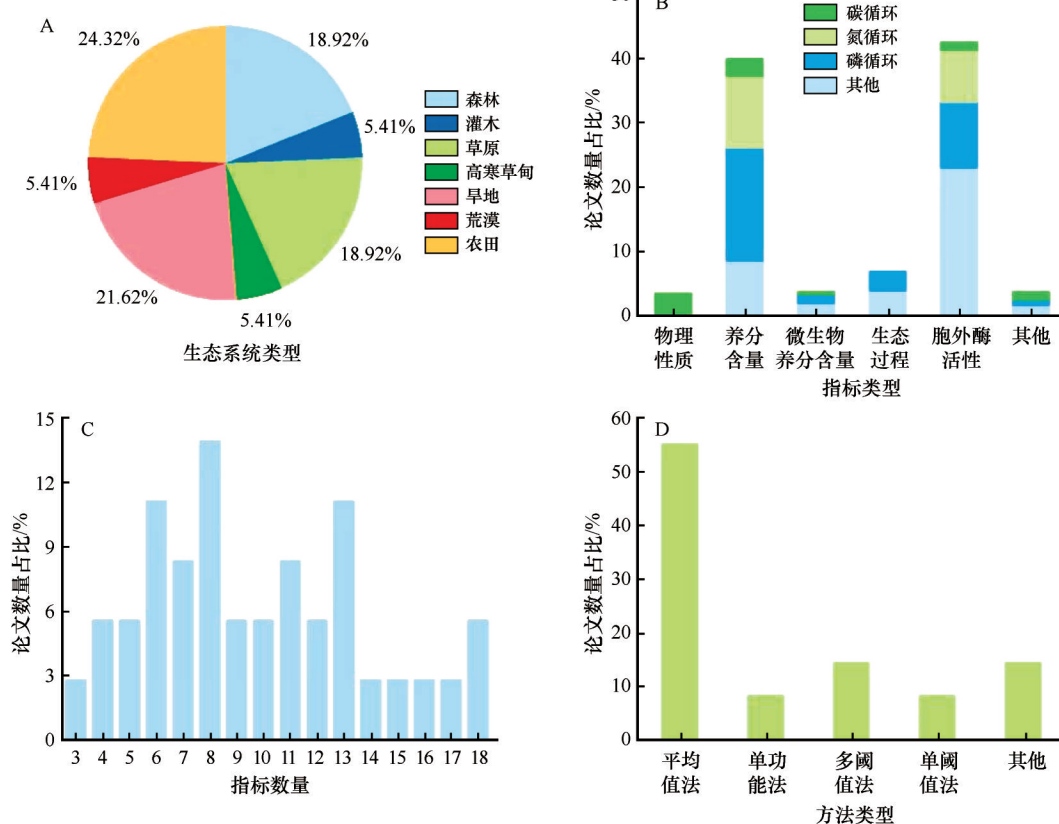 A
24.32%
18.92%
5.41%
18.92%
5.41%
21.62%
5.41%
森林
灌木
草原
高寒草甸
旱地
荒漠
农田
生态系统类型
B
碳循环
氮循环
磷循环
其他
论文数量占比/%
40
30
20
10
0
物理
性质
养分
含量
微生物
养分含量
生态
过程
胞外酶
活性
其他
指标类型
C
论文数量占比/%
15
12
9
6
3
0
3 4 5 6 7 8 9 10 11 12 13 14 15 16 17 18
指标数量
D
论文数量占比/%
60
50
40
30
20
10
0
平均
值法
单功
能法
多阈
值法
单阈
值法
其他
方法类型